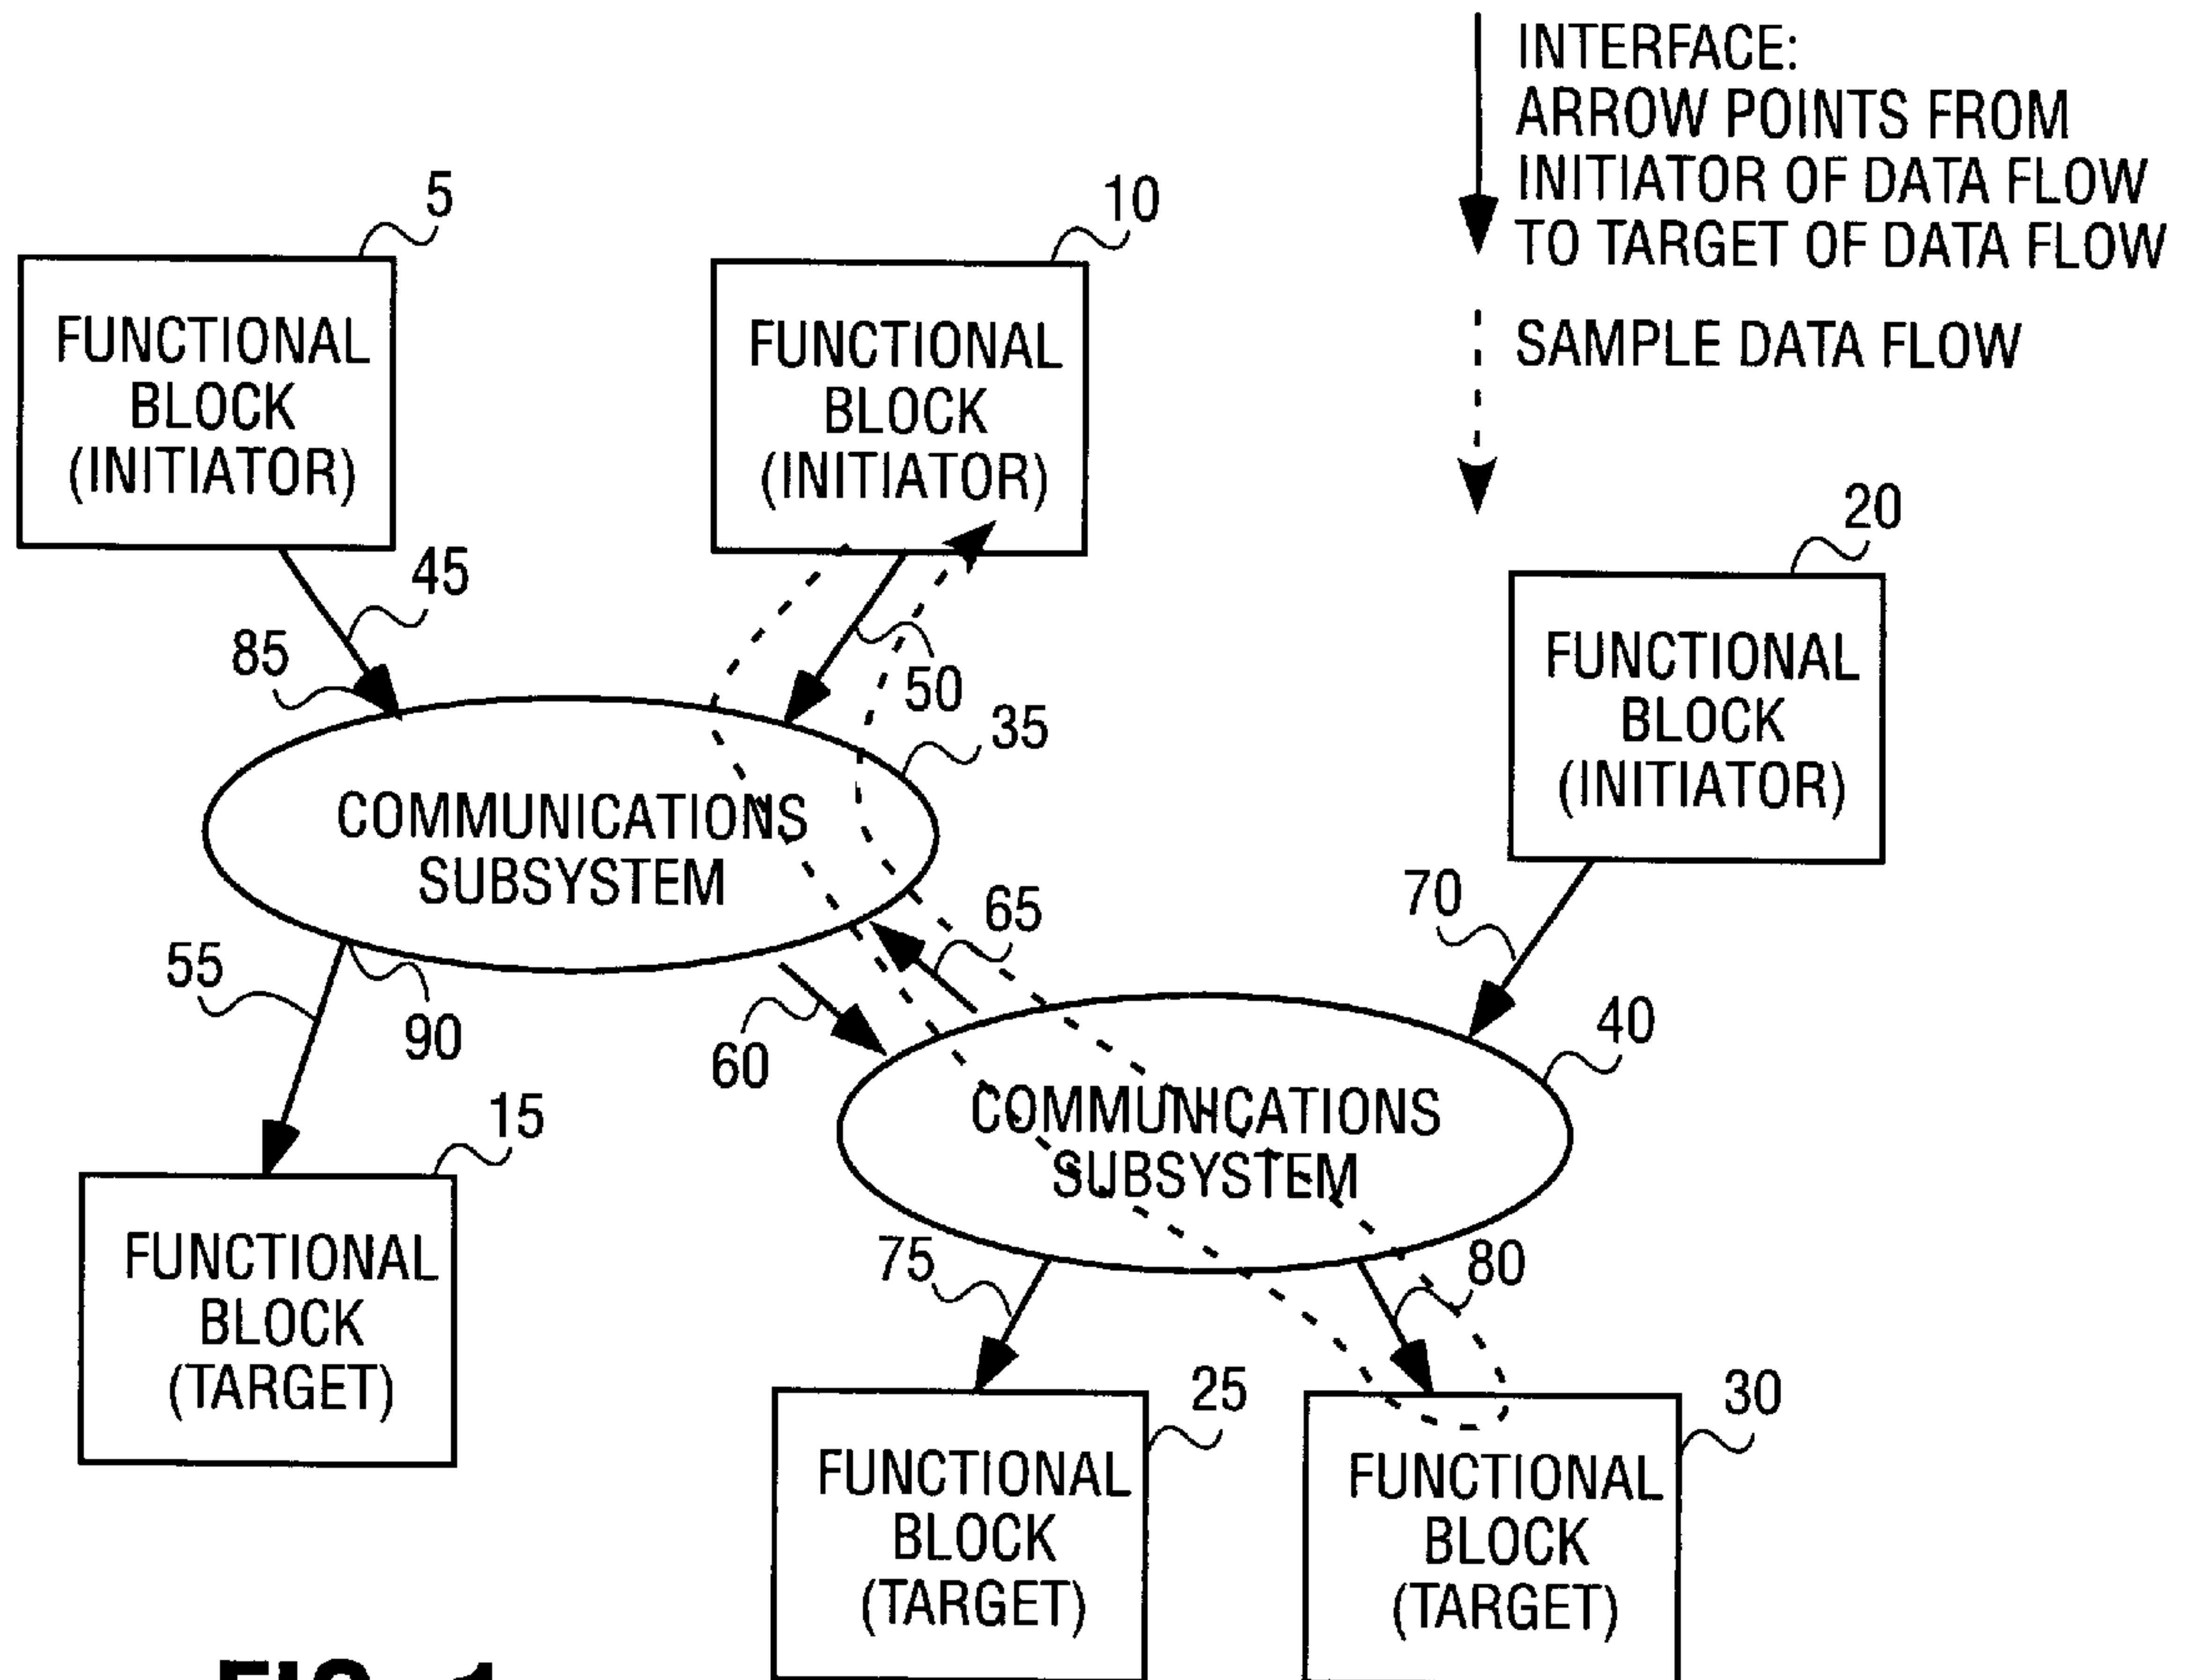 INTERFACE:
ARROW POINTS FROM
INITIATOR OF DATA FLOW
TO TARGET OF DATA FLOW
SAMPLE DATA FLOW
5
FUNCTIONAL
BLOCK
(INITIATOR)
10
FUNCTIONAL
BLOCK
(INITIATOR)
20
FUNCTIONAL
BLOCK
(INITIATOR)
45
85
50
35
COMMUNICATIONS
SUBSYSTEM
65
70
55
90
60
40
COMMUNICATIONS
SUBSYSTEM
15
FUNCTIONAL
BLOCK
(TARGET)
75
80
25
FUNCTIONAL
BLOCK
(TARGET)
30
FUNCTIONAL
BLOCK
(TARGET)